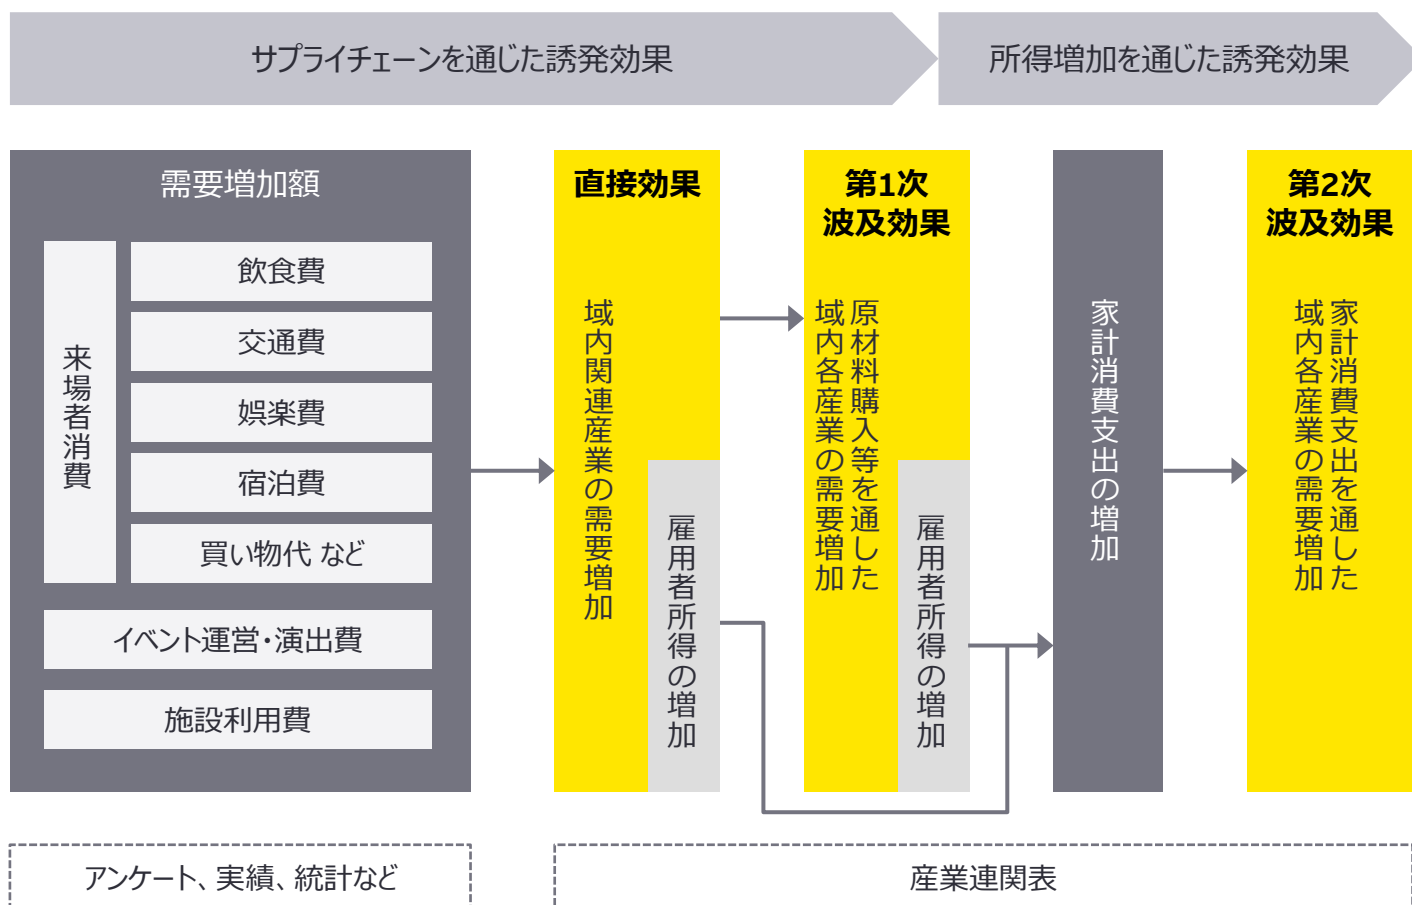 サプライチェーンを通じた誘発効果
所得増加を通じた誘発効果
需要増加額
来場者消費
飲食費
交通費
娯楽費
宿泊費
買い物代 など
イベント運営・演出費
施設利用費
直接効果
域内関連産業の需要増加
雇用者所得の増加
第1次
波及効果
原材料購入等を通した
域内各産業の需要増加
雇用者所得の増加
家計消費支出の増加
第2次
波及効果
家計消費支出を通した
域内各産業の需要増加
アンケート、実績、統計など
産業連関表